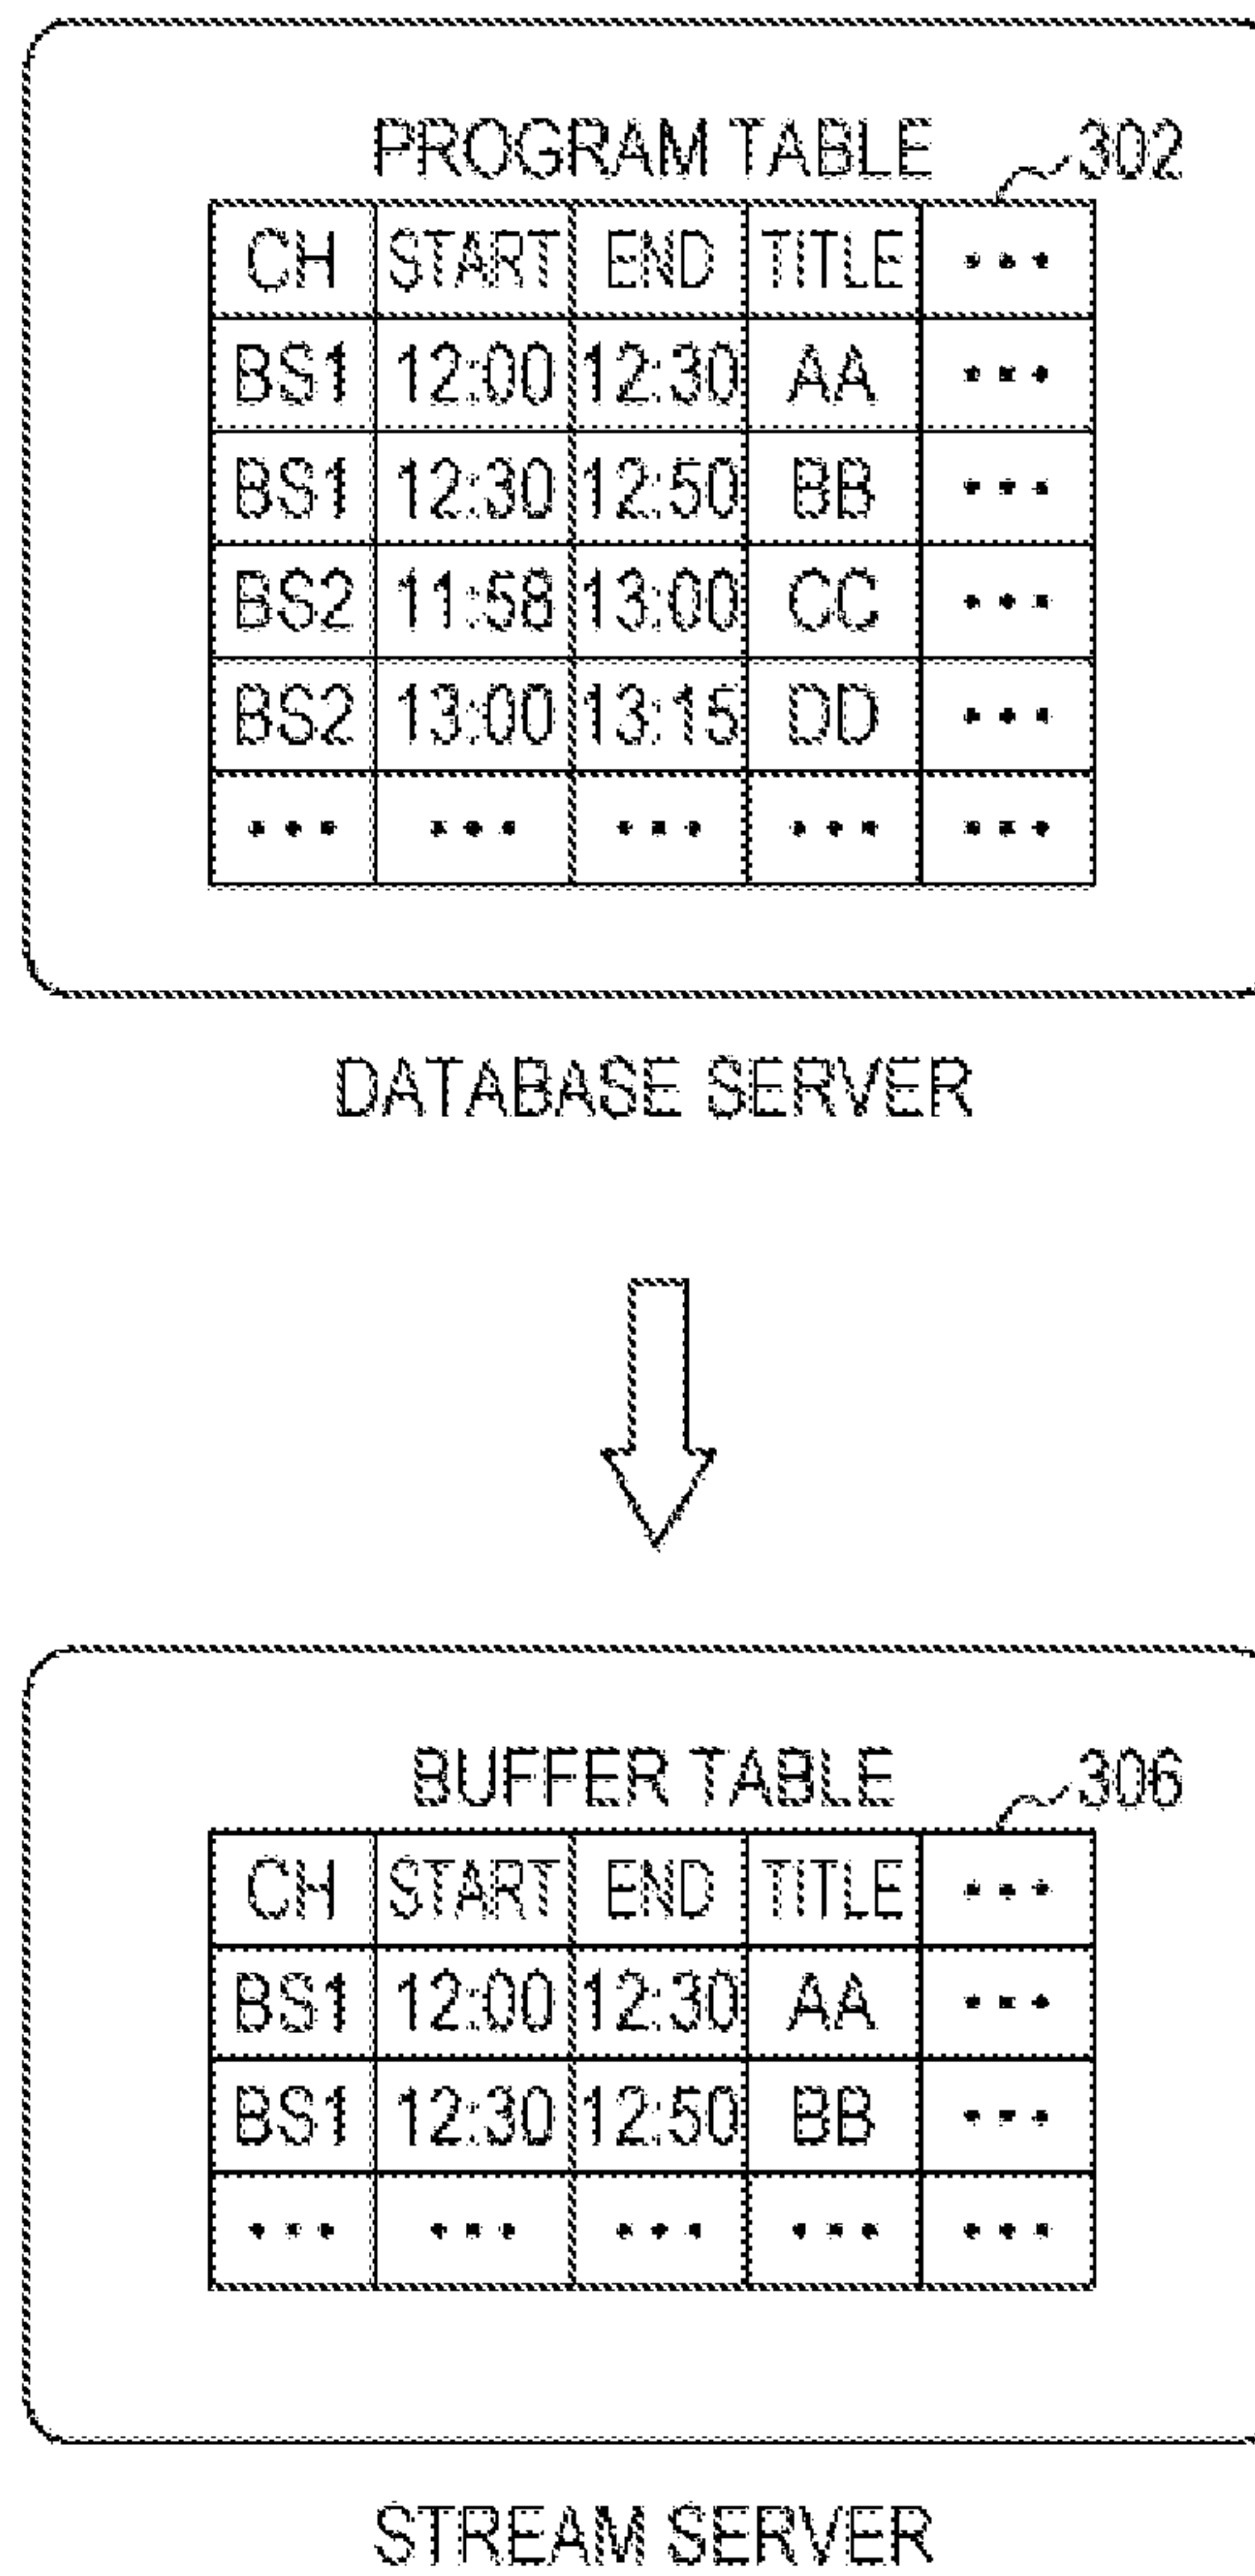 PROGRAM TABLE 302
CH START END TITLE ...
BS1 12:00 12:30 AA ...
BS1 12:30 12:50 BB ...
BS2 11:58 13:00 CC ...
BS2 13:00 13:15 DD ...
... ... ... ... ...
DATABASE SERVER
BUFFER TABLE 306
CH START END TITLE ...
BS1 12:00 12:30 AA ...
BS1 12:30 12:50 BB ...
... ... ... ... ...
STREAM SERVER